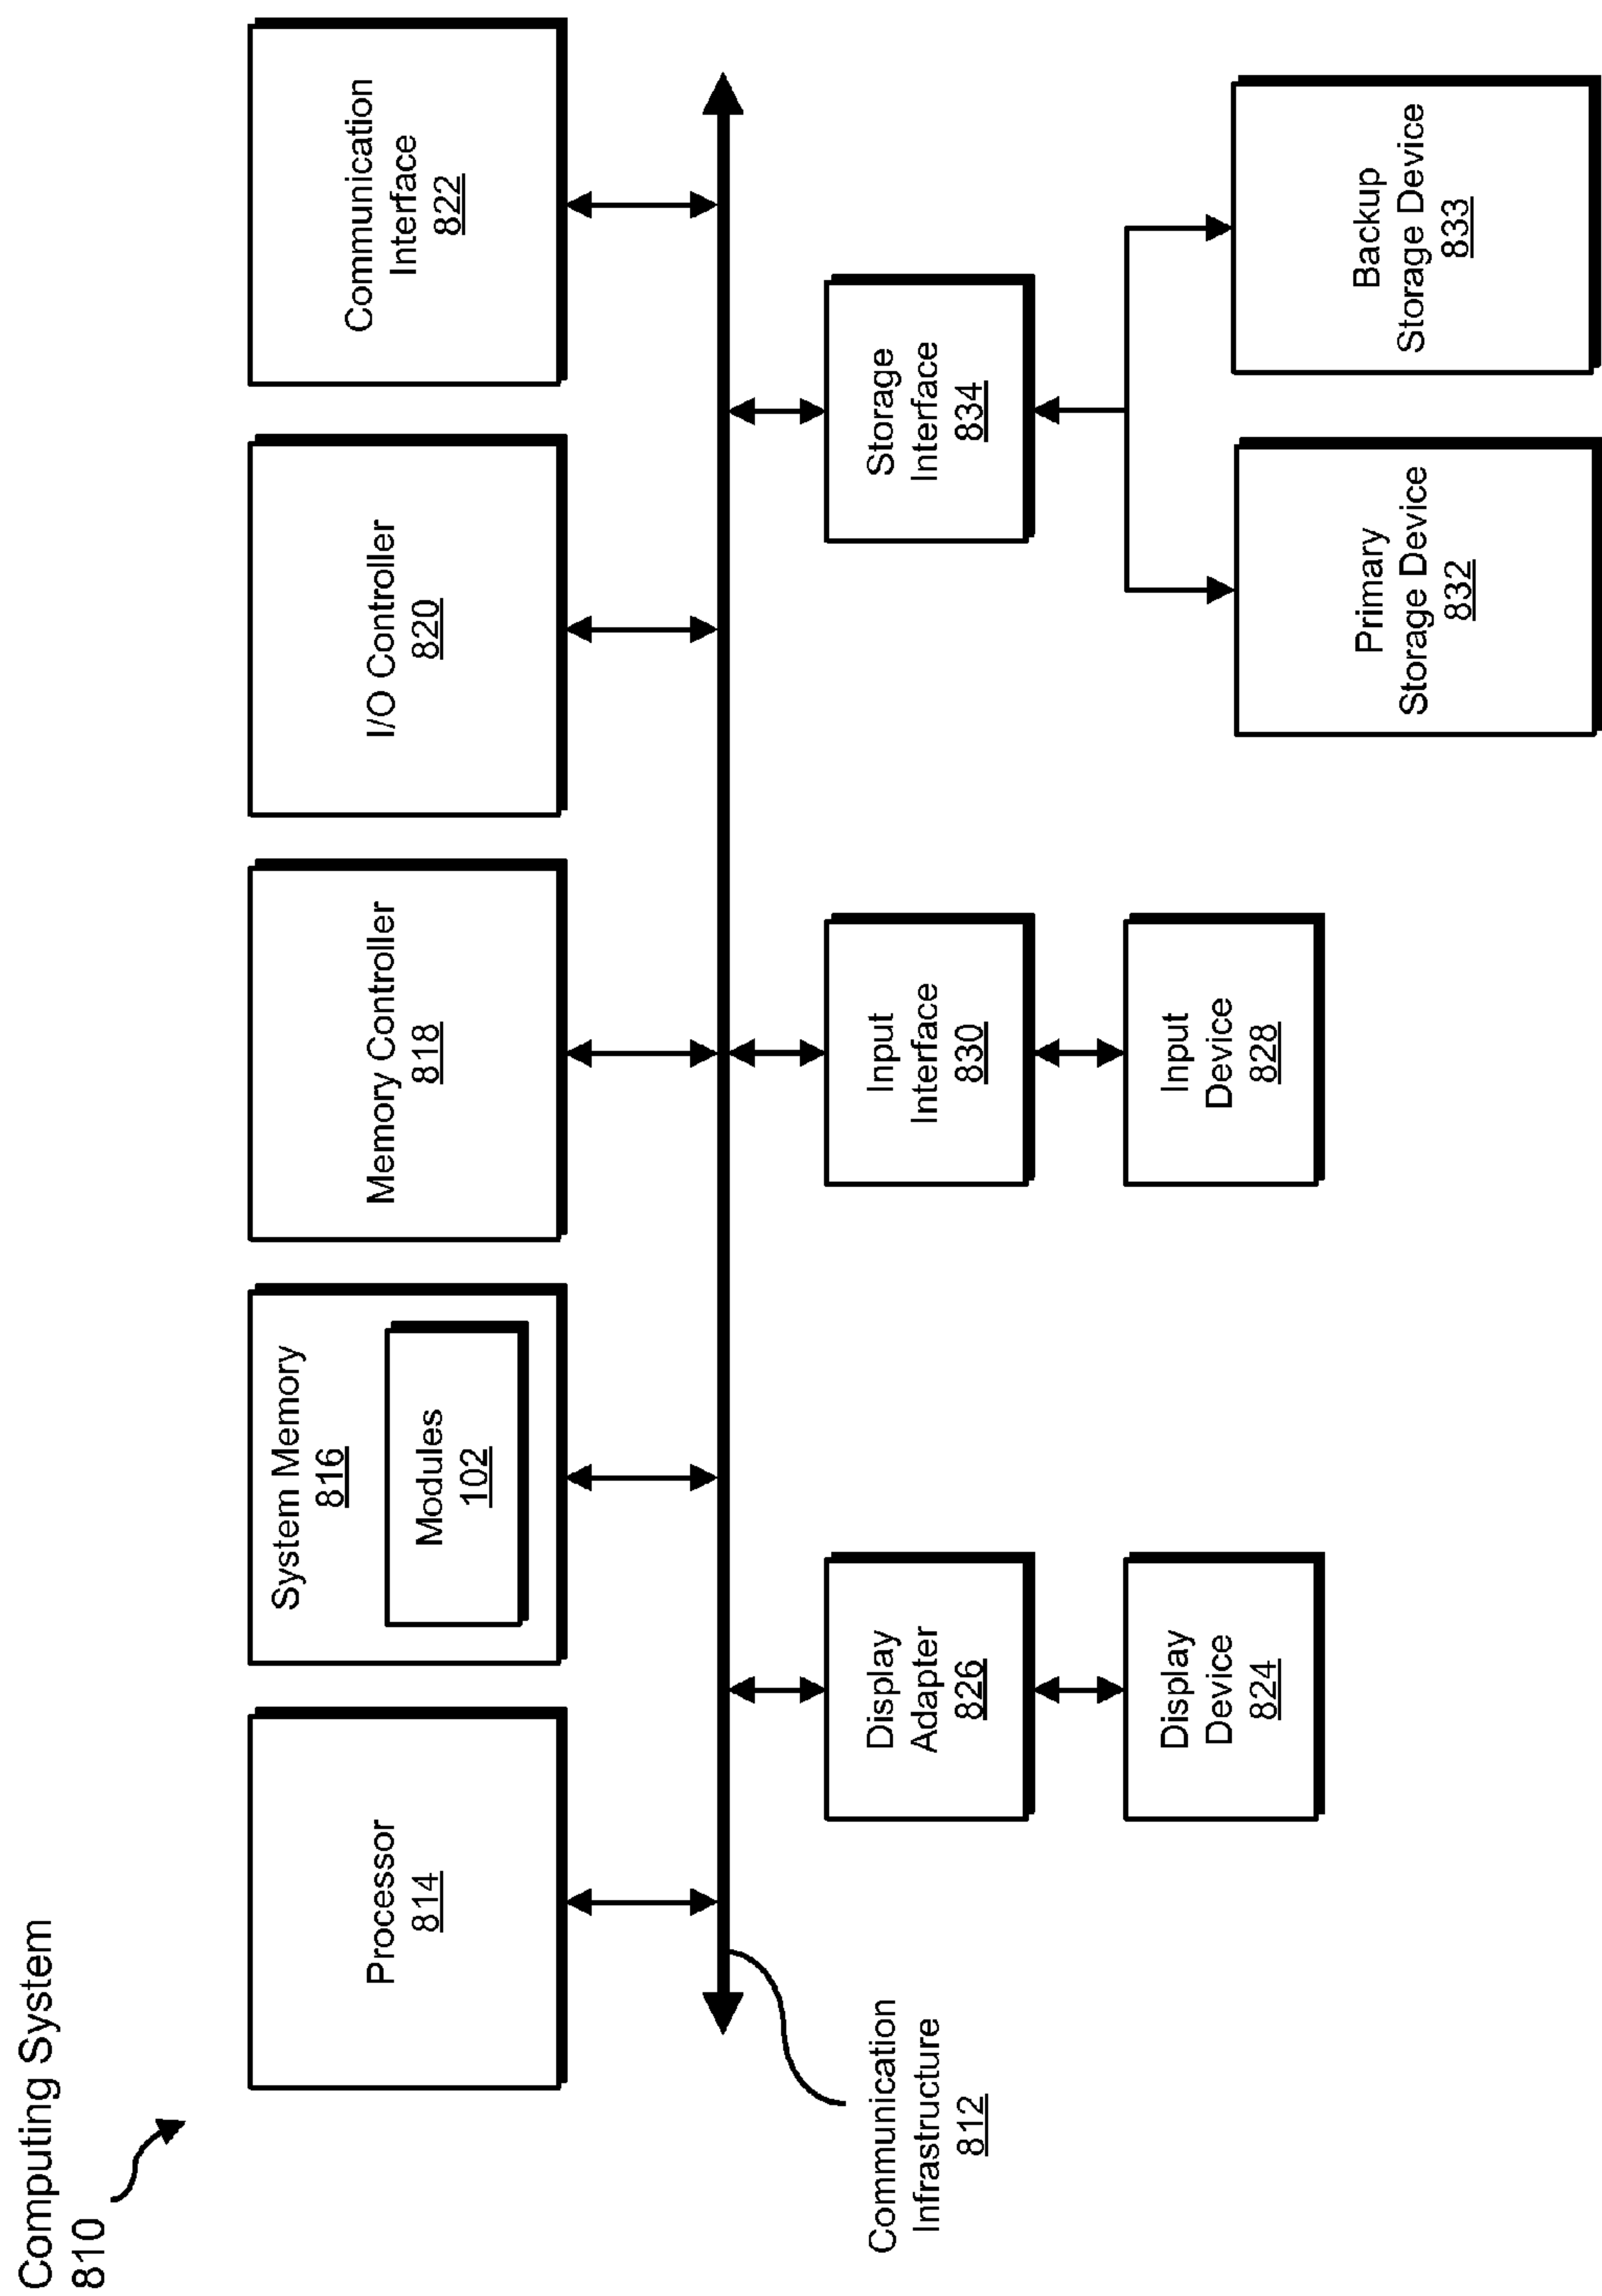 Computing System
810
Processor
814
System Memory
816
Modules
102
Memory Controller
818
I/O Controller
820
Communication
Interface
822
Communication
Infrastructure
812
Display
Adapter
826
Input
Interface
830
Storage
Interface
834
Display
Device
824
Input
Device
828
Primary
Storage Device
832
Backup
Storage Device
833